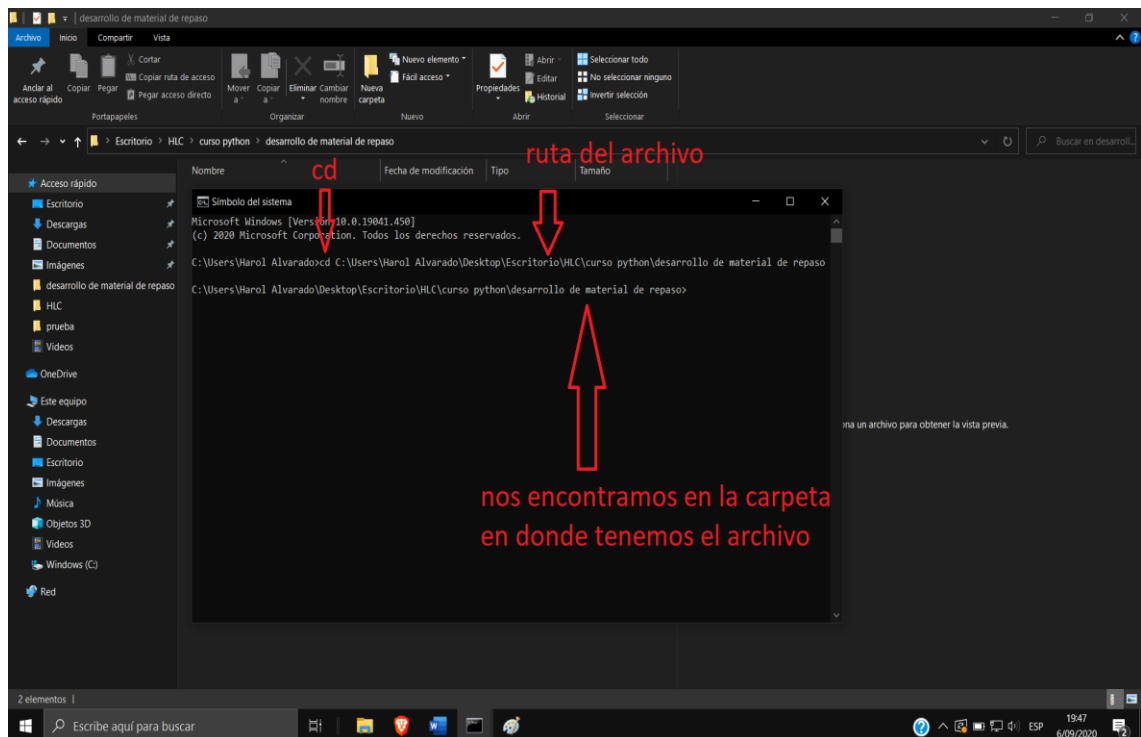 desarrollo de material de repaso
Archivo Inicio Compartir Vista
Anclar al acceso rápido
Copiar
Pegar
Cortar
Copiar ruta de acceso
Pegar acceso directo
Portapapeles
Mover a
Copiar a
Eliminar
Cambiar nombre
Organizar
Nueva carpeta
Nuevo elemento
Fácil acceso
Nuevo
Propiedades
Abrir
Editar
Historial
Abrir
Seleccionar todo
No seleccionar ninguno
Invertir selección
Seleccionar
> Escritorio > HLC > curso python > desarrollo de material de repaso
Buscar en desarroll...
Nombre Fecha de modificación Tipo Tamaño
cd
ruta del archivo
Acceso rápido
Escritorio
Descargas
Documentos
Imágenes
desarrollo de material de repaso
HLC
prueba
Videos
OneDrive
Este equipo
Descargas
Documentos
Escritorio
Imágenes
Música
Objetos 3D
Videos
Windows (C:)
Red
Símbolo del sistema
Microsoft Windows [Versión 10.0.19041.450]
(c) 2020 Microsoft Corporation. Todos los derechos reservados.
C:\Users\Harol Alvarado>cd C:\Users\Harol Alvarado\Desktop\Escritorio\HLC\curso python\desarrollo de material de repaso
C:\Users\Harol Alvarado\Desktop\Escritorio\HLC\curso python\desarrollo de material de repaso>
nos encontramos en la carpeta
en donde tenemos el archivo
ona un archivo para obtener la vista previa.
2 elementos
Escribe aquí para buscar
ESP
19:47
6/09/2020
2